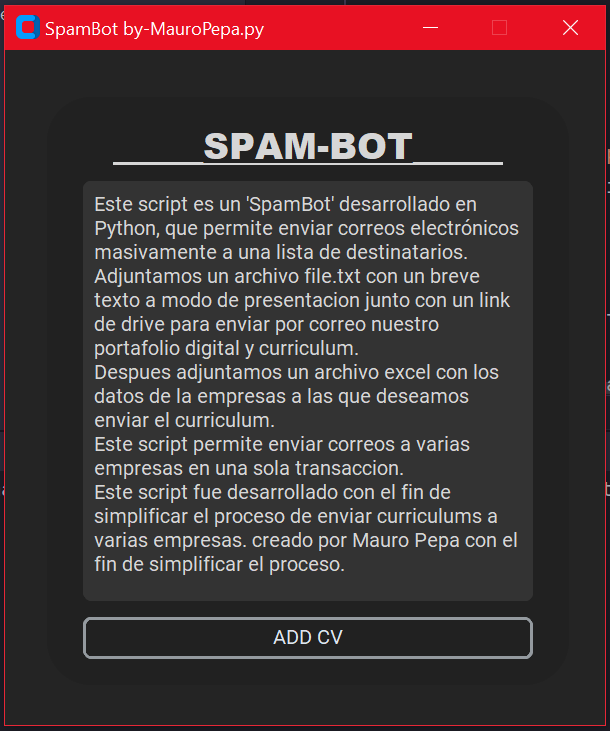 SpamBot by-MauroPepa.py
SPAM-BOT
Este script es un 'SpamBot' desarrollado en
Python, que permite enviar correos electrónicos
masivamente a una lista de destinatarios.
Adjuntamos un archivo file.txt con un breve
texto a modo de presentacion junto con un link
de drive para enviar por correo nuestro
portafolio digital y curriculum.
Despues adjuntamos un archivo excel con los
datos de la empresas a las que deseamos
enviar el curriculum.
Este script permite enviar correos a varias
empresas en una sola transaccion.
Este script fue desarrollado con el fin de
simplificar el proceso de enviar curriculums a
varias empresas. creado por Mauro Pepa con el
fin de simplificar el proceso.
ADD CV